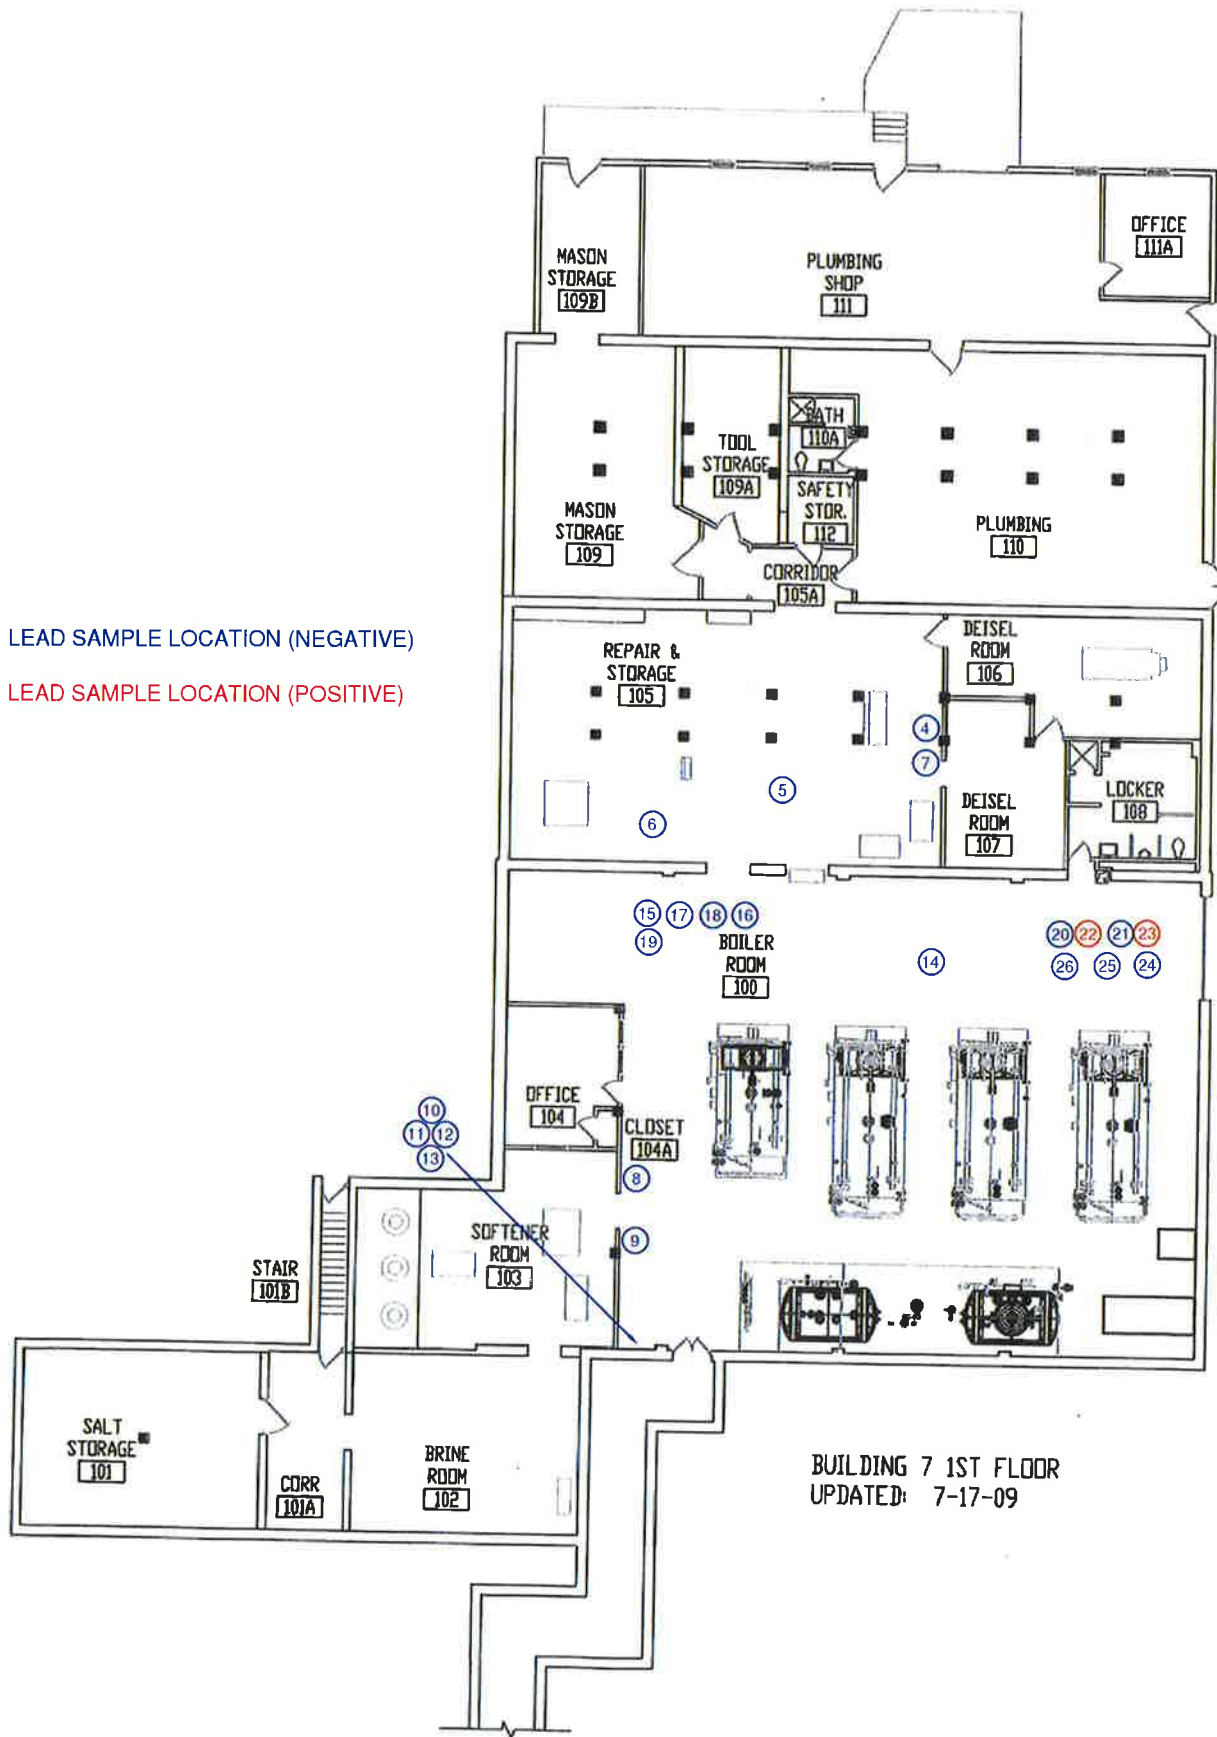 OFFICE
111A
MASON
STORAGE
109B
PLUMBING
SHOP
111
BATH
110A
TOOL
STORAGE
109A
SAFETY
STOR.
112
MASON
STORAGE
109
PLUMBING
110
CORRIDOR
105A
LEAD SAMPLE LOCATION (NEGATIVE)
LEAD SAMPLE LOCATION (POSITIVE)
REPAIR &
STORAGE
105
DEISEL
ROOM
106
4
7
5
6
DEISEL
ROOM
107
LOCKER
108
15 17 18 16
19
BOILER
ROOM
100
14
20 22 21 23
26 25 24
OFFICE
104
CLOSET
104A
10
11 12
13
8
9
SOFTENER
ROOM
103
STAIR
101B
SALT
STORAGE
101
CORR
101A
BRINE
ROOM
102
BUILDING 7 1ST FLOOR
UPDATED: 7-17-09